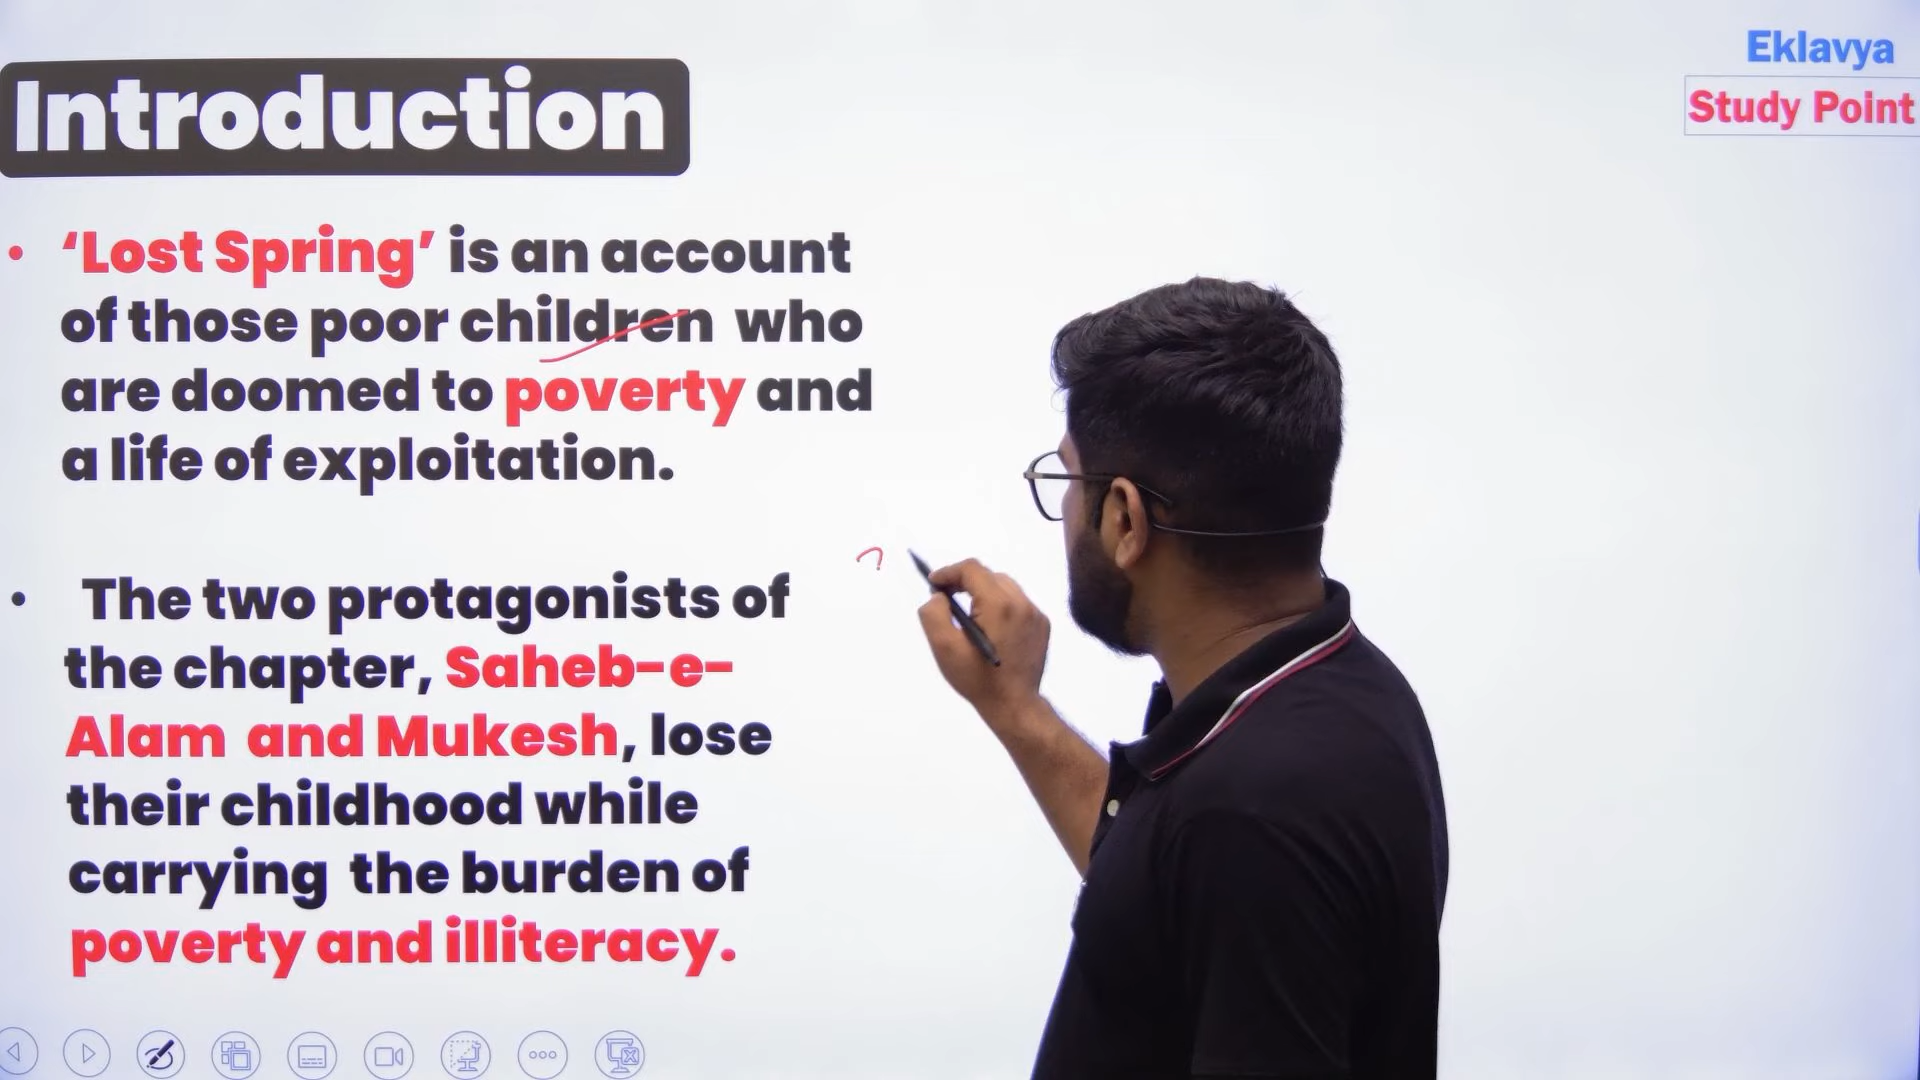 Introduction
Eklavya
Study Point
• ‘Lost Spring’ is an account
of those poor children who
are doomed to poverty and
a life of exploitation.
• The two protagonists of
the chapter, Saheb-e-
Alam and Mukesh, lose
their childhood while
carrying the burden of
poverty and illiteracy.